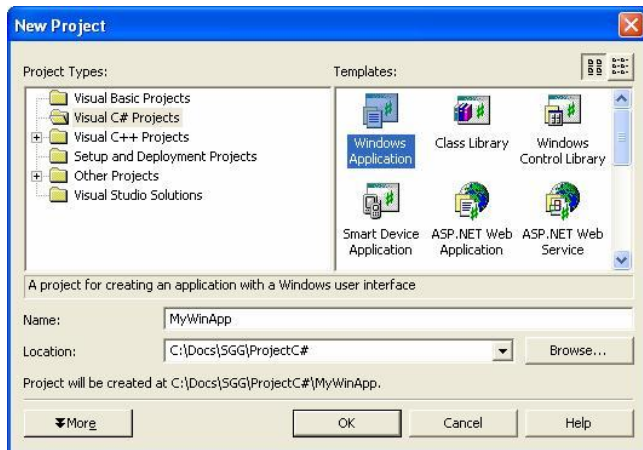 New Project
Project Types:
Templates:
Visual Basic Projects
Visual C# Projects
Visual C++ Projects
Setup and Deployment Projects
Other Projects
Visual Studio Solutions
Windows Application
Class Library
Windows Control Library
Smart Device Application
ASP.NET Web Application
ASP.NET Web Service
A project for creating an application with a Windows user interface
Name:
MyWinApp
Location:
C:\Docs\SGG\ProjectC#
Browse...
Project will be created at C:\Docs\SGG\ProjectC#\MyWinApp.
More
OK
Cancel
Help